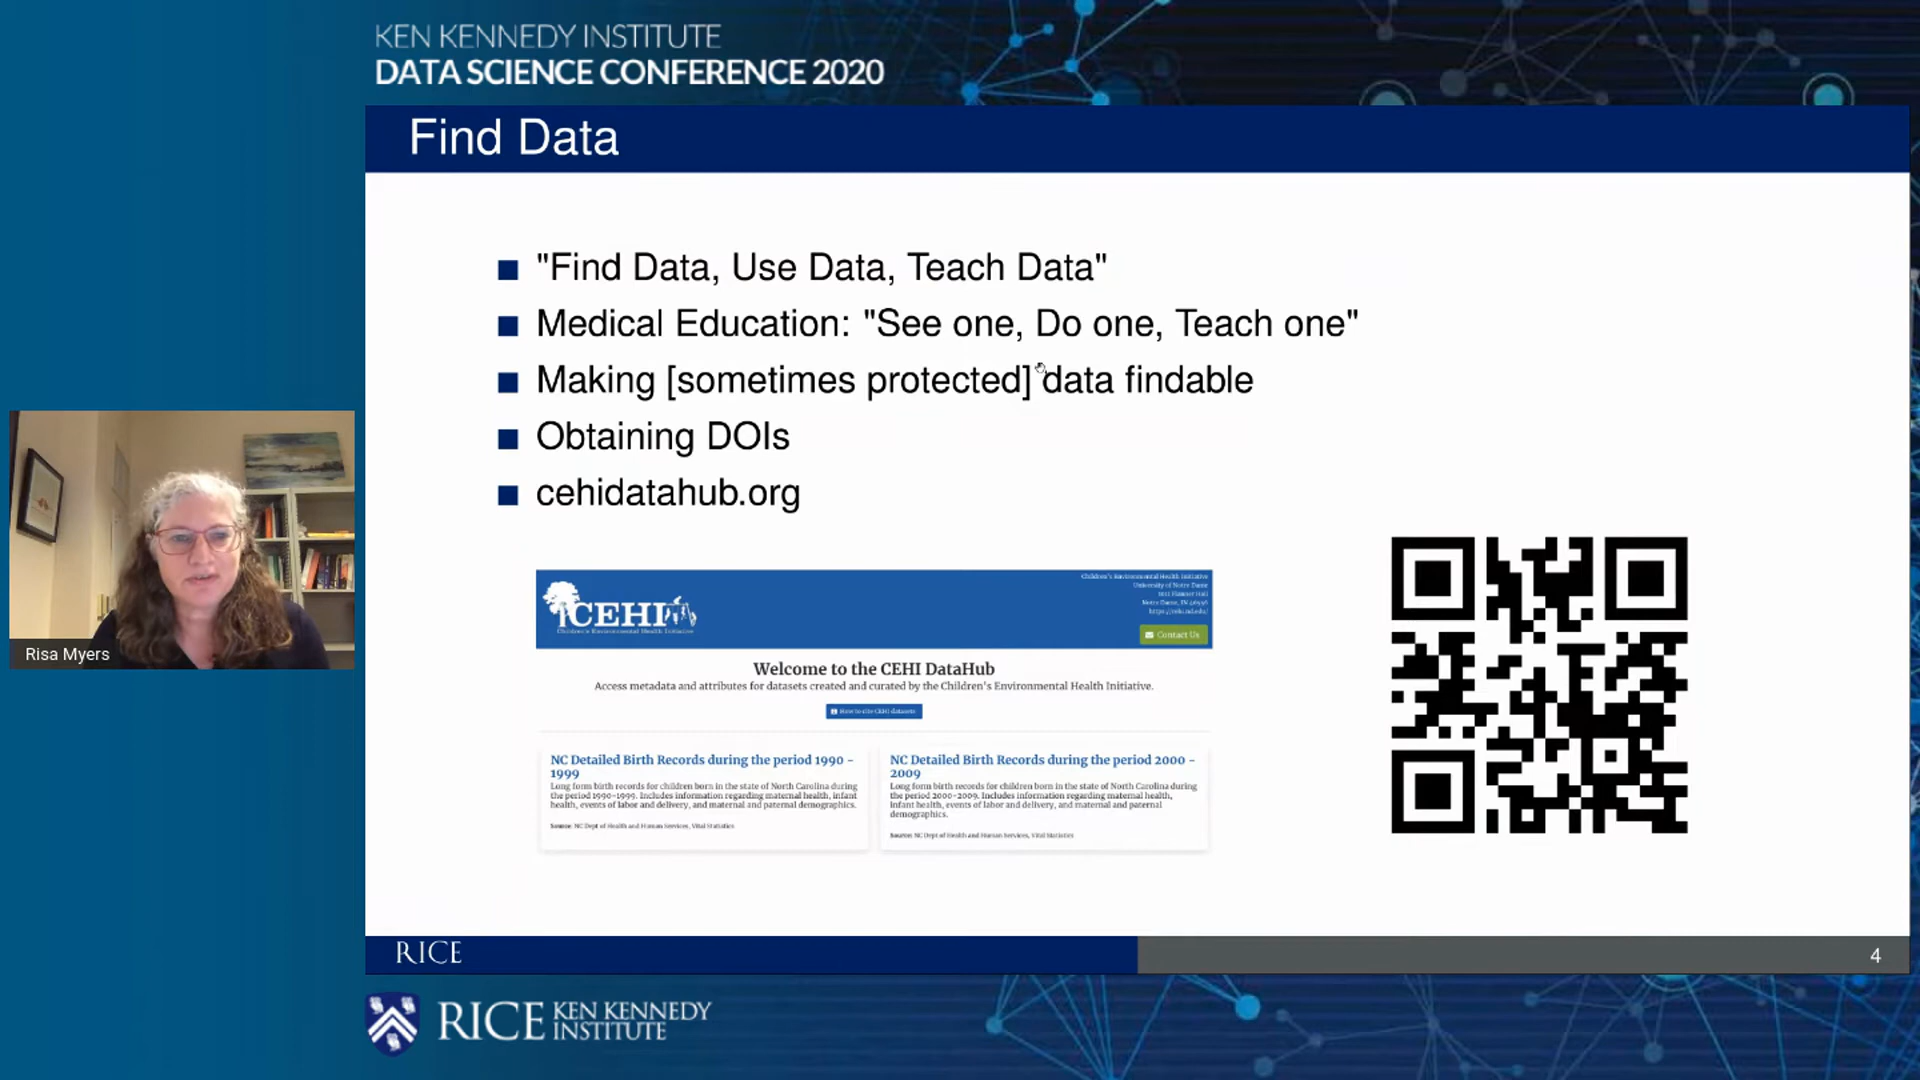 KEN KENNEDY INSTITUTE
DATA SCIENCE CONFERENCE 2020
Find Data
"Find Data, Use Data, Teach Data"
Medical Education: "See one, Do one, Teach one"
Making [sometimes protected] data findable
Obtaining DOIs
cehidatahub.org
Risa Myers
CEHI
Children's Environmental Health Initiative
Children's Environmental Health Initiative
University of Notre Dame
Notre Dame, IN 46556
https://cehi.nd.edu/
Contact Us
Welcome to the CEHI DataHub
Access metadata and attributes for datasets created and curated by the Children's Environmental Health Initiative.
How to cite CEHI datasets
NC Detailed Birth Records during the period 1990 -
1999
Long form birth records for children born in the state of North Carolina during
the period 1990-1999. Includes information regarding maternal health, infant
health, events of labor and delivery, and maternal and paternal demographics.
Source: NC Dept of Health and Human Services, Vital Statistics
NC Detailed Birth Records during the period 2000 -
2009
Long form birth records for children born in the state of North Carolina during
the period 2000-2009. Includes information regarding maternal health,
infant health, events of labor and delivery, and maternal and paternal
demographics.
Source: NC Dept of Health and Human Services, Vital Statistics
RICE
4
RICE KEN KENNEDY
INSTITUTE